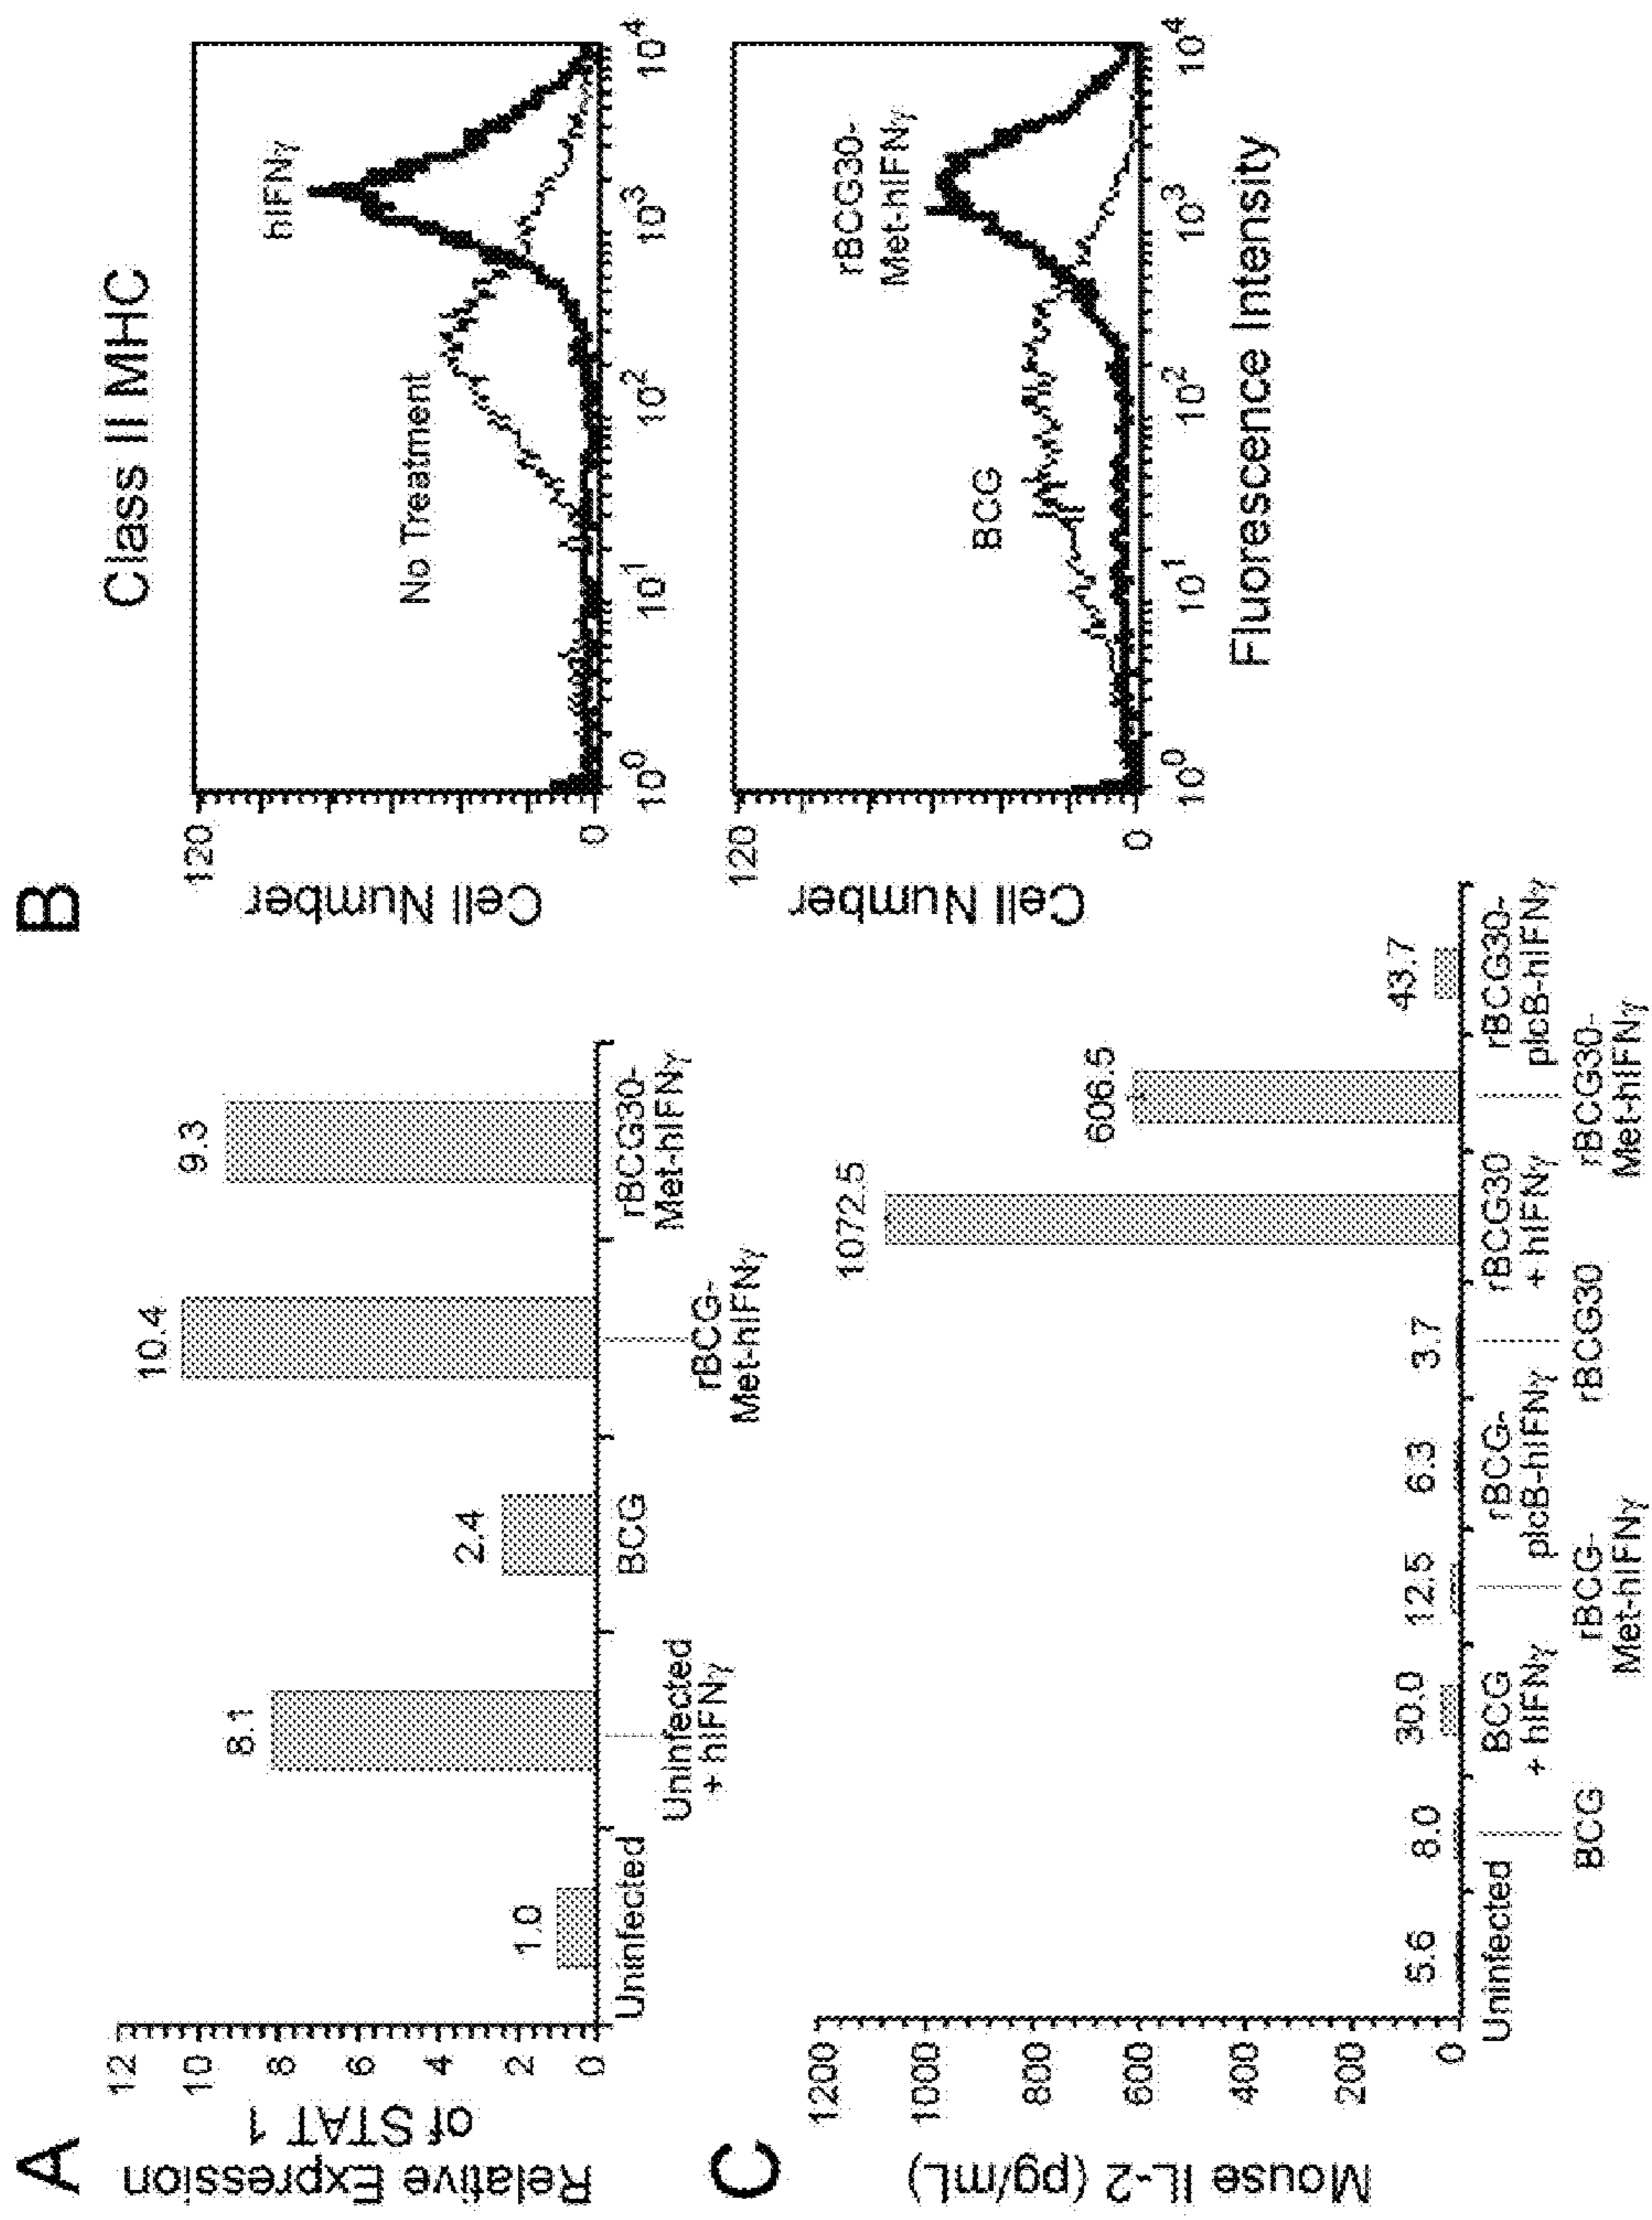 A
Relative Expression
of STAT 1
12
10
8
6
4
2
0
1.0
8.1
2.4
10.4
9.3
Uninfected
Uninfected
+ hIFNγ
BCG
rBCG-
Met-hIFNγ
rBCG30-
Met-hIFNγ
B
Class II MHC
Cell Number
120
0
No Treatment
hIFNγ
10⁰
10¹
10²
10³
10⁴
Cell Number
120
0
BCG
rBCG30-
Met-hIFNγ
10⁰
10¹
10²
10³
10⁴
Fluorescence Intensity
C
Mouse IL-2 (pg/mL)
1200
1000
800
600
400
200
0
5.6
8.0
30.0
12.5
6.3
3.7
1072.5
606.5
43.7
Uninfected
BCG
BCG
+ hIFNγ
rBCG-
Met-hIFNγ
rBCG-
plcB-hIFNγ
rBCG30
rBCG30
+ hIFNγ
rBCG30-
Met-hIFNγ
rBCG30-
plcB-hIFNγ